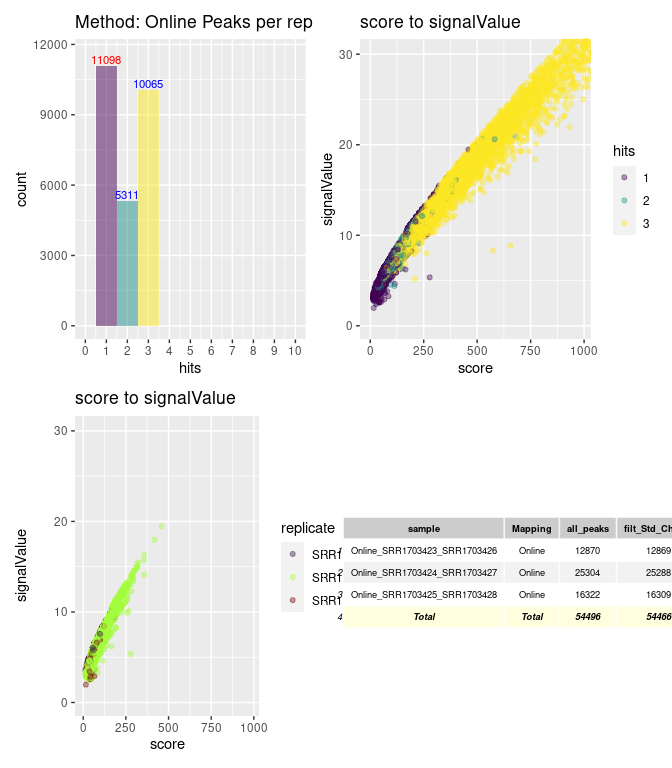 Method: Online Peaks per rep
11098
5311
10065
12000
9000
6000
3000
0
count
0 1 2 3 4 5 6 7 8 9 10
hits
score to signalValue
30
20
10
0
signalValue
0 250 500 750 1000
score
hits
1
2
3
score to signalValue
30
20
10
0
signalValue
0 250 500 750 1000
score
replicate
SRR1
SRR1
SRR1
sample Mapping all_peaks filt_Std_Ch
Online_SRR1703423_SRR1703426 Online 12870 12869
2 Online_SRR1703424_SRR1703427 Online 25304 25288
3 Online_SRR1703425_SRR1703428 Online 16322 16309
4 Total Total 54496 54466